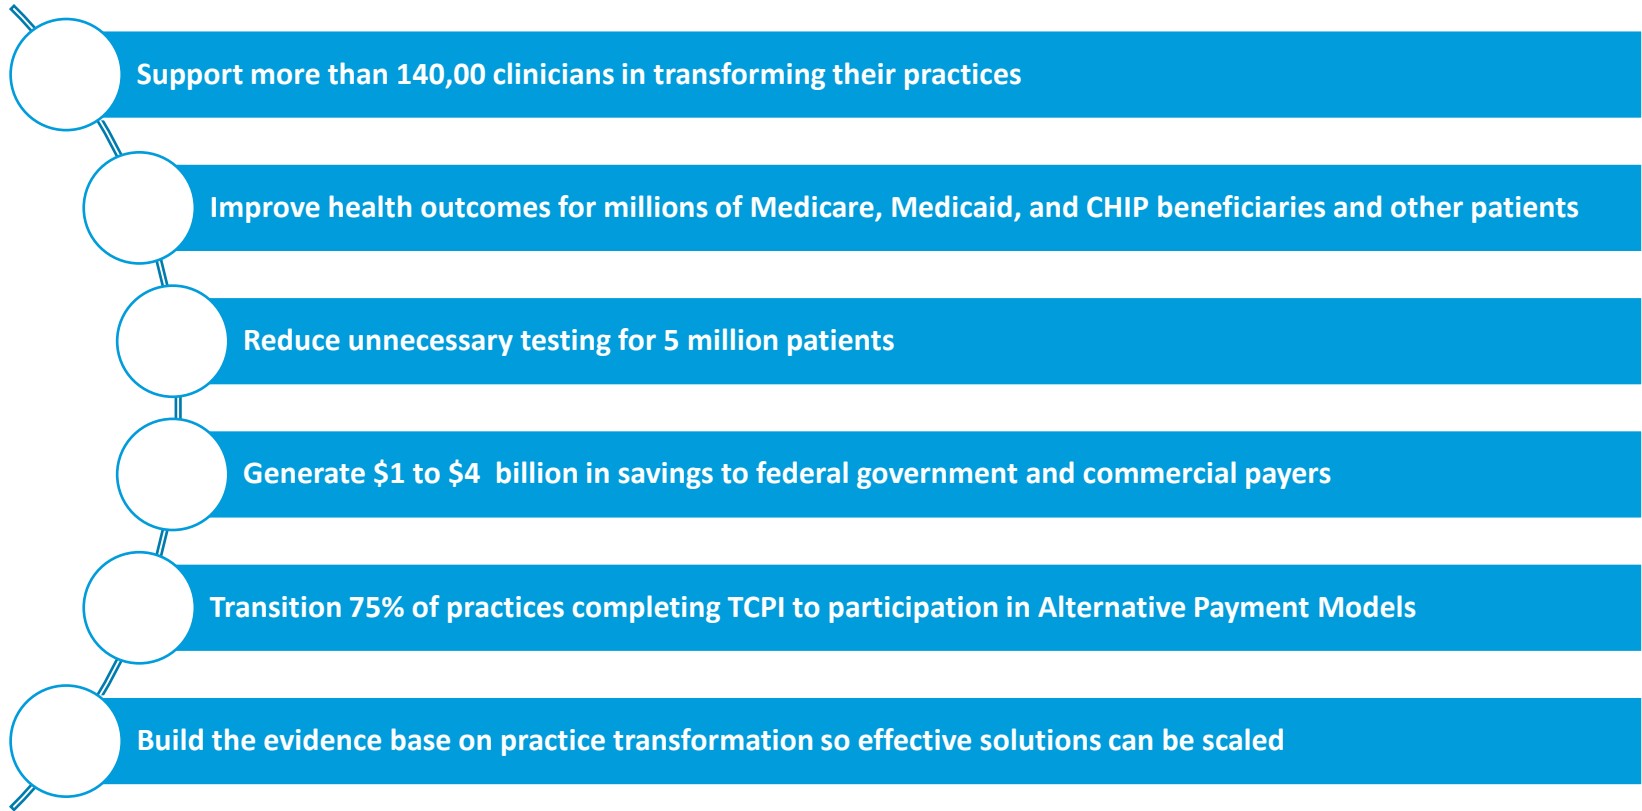 Support more than 140,00 clinicians in transforming their practices
Improve health outcomes for millions of Medicare, Medicaid, and CHIP beneficiaries and other patients
Reduce unnecessary testing for 5 million patients
Generate $1 to $4  billion in savings to federal government and commercial payers
Transition 75% of practices completing TCPI to participation in Alternative Payment Models
Build the evidence base on practice transformation so effective solutions can be scaled